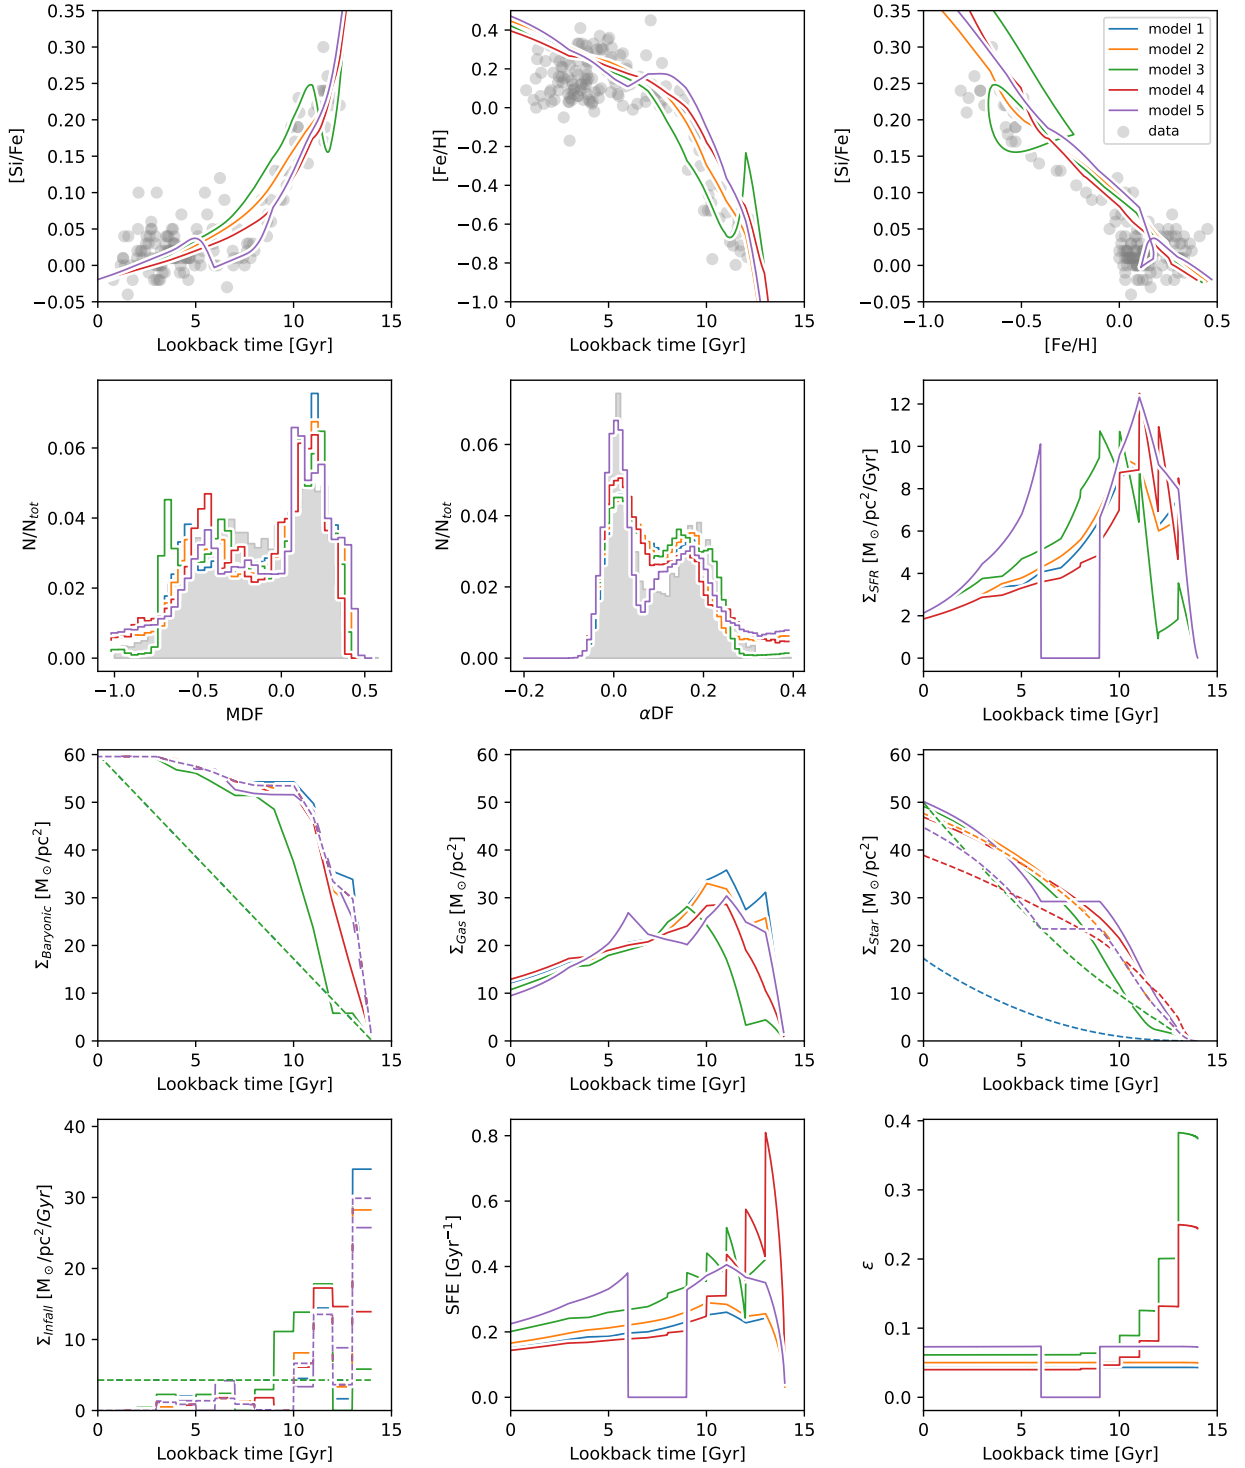 0.35
0.30
0.25
0.20
0.15
0.10
0.05
0.00
−0.05
[Si/Fe]
0 5 10 15
Lookback time [Gyr]
0.4
0.2
0.0
−0.2
−0.4
−0.6
−0.8
−1.0
[Fe/H]
0 5 10 15
Lookback time [Gyr]
0.35
0.30
0.25
0.20
0.15
0.10
0.05
0.00
−0.05
[Si/Fe]
model 1
model 2
model 3
model 4
model 5
data
−1.0 −0.5 0.0 0.5
[Fe/H]
0.06
0.04
0.02
0.00
N/N_tot
−1.0 −0.5 0.0 0.5
MDF
0.06
0.04
0.02
0.00
N/N_tot
−0.2 0.0 0.2 0.4
αDF
12
10
8
6
4
2
0
Σ_SFR [M⊙/pc²/Gyr]
0 5 10 15
Lookback time [Gyr]
60
50
40
30
20
10
0
Σ_Baryonic [M⊙/pc²]
0 5 10 15
Lookback time [Gyr]
60
50
40
30
20
10
0
Σ_Gas [M⊙/pc²]
0 5 10 15
Lookback time [Gyr]
60
50
40
30
20
10
0
Σ_Star [M⊙/pc²]
0 5 10 15
Lookback time [Gyr]
40
30
20
10
0
Σ_Infall [M⊙/pc²/Gyr]
0 5 10 15
Lookback time [Gyr]
0.8
0.6
0.4
0.2
0.0
SFE [Gyr⁻¹]
0 5 10 15
Lookback time [Gyr]
0.4
0.3
0.2
0.1
0.0
ε
0 5 10 15
Lookback time [Gyr]